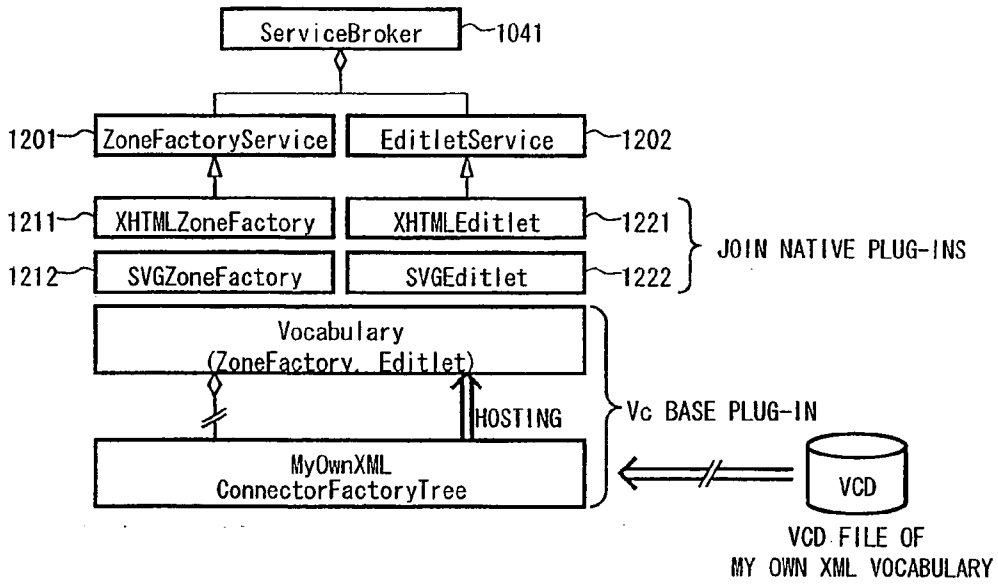 ServiceBroker
1041
1201
ZoneFactoryService
EditletService
1202
1211
XHTMLZoneFactory
XHTMLEditlet
1221
JOIN NATIVE PLUG-INS
1212
SVGZoneFactory
SVGEditlet
1222
Vocabulary
(ZoneFactory, Editlet)
HOSTING
Vc BASE PLUG-IN
MyOwnXML
ConnectorFactoryTree
VCD
VCD FILE OF
MY OWN XML VOCABULARY